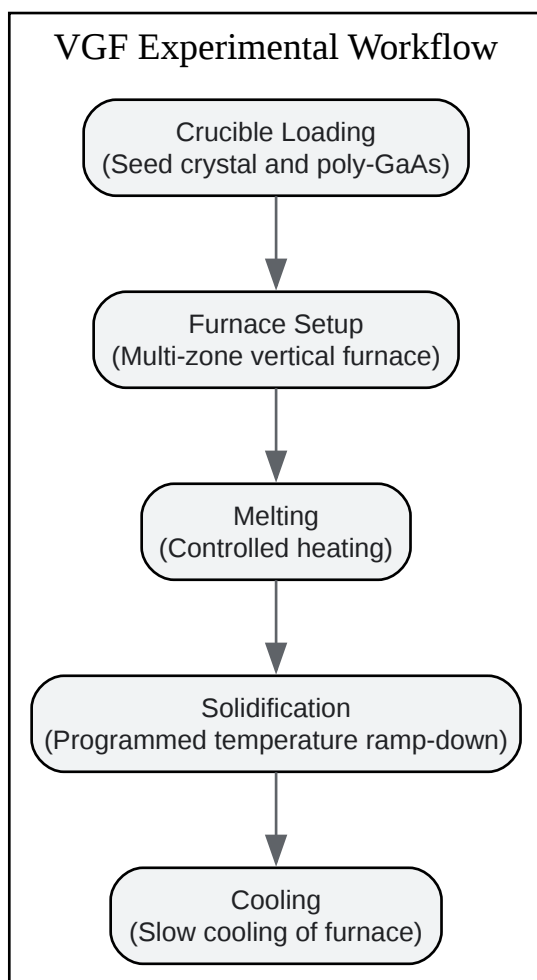 VGF Experimental Workflow
Crucible Loading
(Seed crystal and poly-GaAs)
Furnace Setup
(Multi-zone vertical furnace)
Melting
(Controlled heating)
Solidification
(Programmed temperature ramp-down)
Cooling
(Slow cooling of furnace)